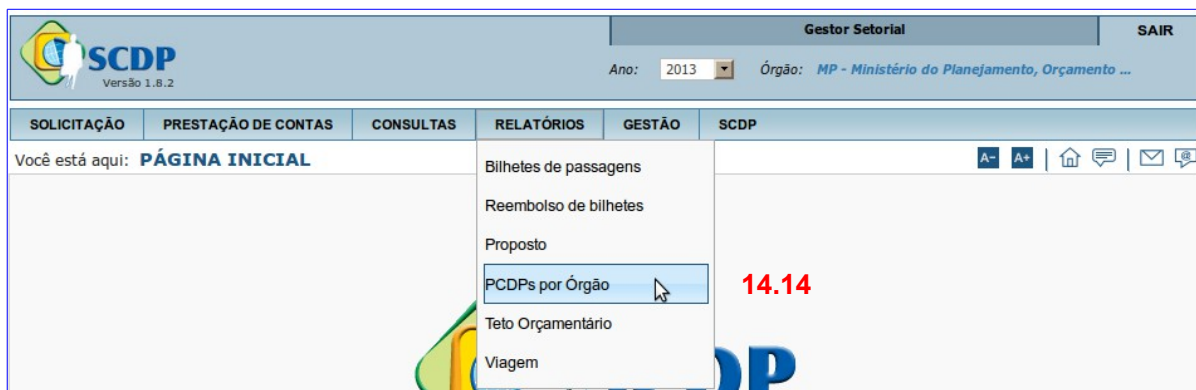 Gestor Setorial
SAIR
SCDP
Versão 1.8.2
Ano: 2013 Órgão: MP - Ministério do Planejamento, Orçamento ...
SOLICITAÇÃO PRESTAÇÃO DE CONTAS CONSULTAS RELATÓRIOS GESTÃO SCDP
Você está aqui: PÁGINA INICIAL
A- A+
Bilhetes de passagens
Reembolso de bilhetes
Proposto
PCDPs por Órgão
14.14
Teto Orçamentário
Viagem
DP